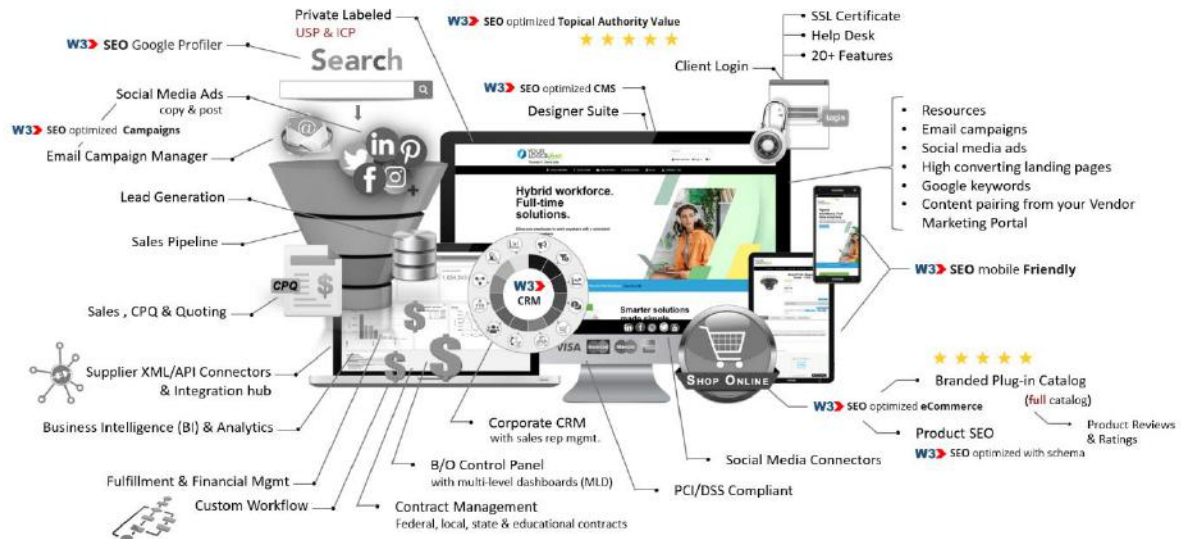 Private Labeled
USP & ICP
W3 SEO optimized Topical Authority Value
SSL Certificate
Help Desk
20+ Features
W3 SEO Google Profiler
Search
Client Login
Login
Social Media Ads
copy & post
W3 SEO optimized CMS
Designer Suite
W3 SEO optimized Campaigns
Email Campaign Manager
Resources
Email campaigns
Social media ads
High converting landing pages
Google keywords
Content pairing from your Vendor
Marketing Portal
YOUR
LOGO
Hybrid workforce.
Full-time
solutions.
Lead Generation
Sales Pipeline
W3 SEO mobile Friendly
CPQ
W3
CRM
Smarter solutions
made simple
Sales , CPQ & Quoting
VISA
SHOP ONLINE
Supplier XML/API Connectors
& Integration hub
Branded Plug-in Catalog
(full catalog)
W3 SEO optimized eCommerce
Product Reviews
& Ratings
Business Intelligence (BI) & Analytics
Corporate CRM
with sales rep mgmt.
Product SEO
W3 SEO optimized with schema
B/O Control Panel
with multi-level dashboards (MLD)
Social Media Connectors
Fulfillment & Financial Mgmt
PCI/DSS Compliant
Custom Workflow
Contract Management
Federal, local, state & educational contracts